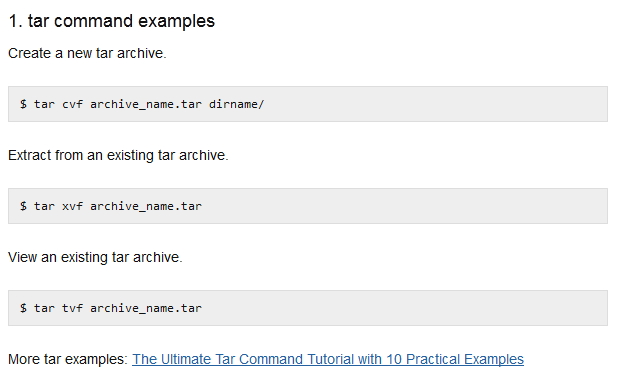 1. tar command examples
Create a new tar archive.
$ tar cvf archive_name.tar dirname/
Extract from an existing tar archive.
$ tar xvf archive_name.tar
View an existing tar archive.
$ tar tvf archive_name.tar
More tar examples: The Ultimate Tar Command Tutorial with 10 Practical Examples